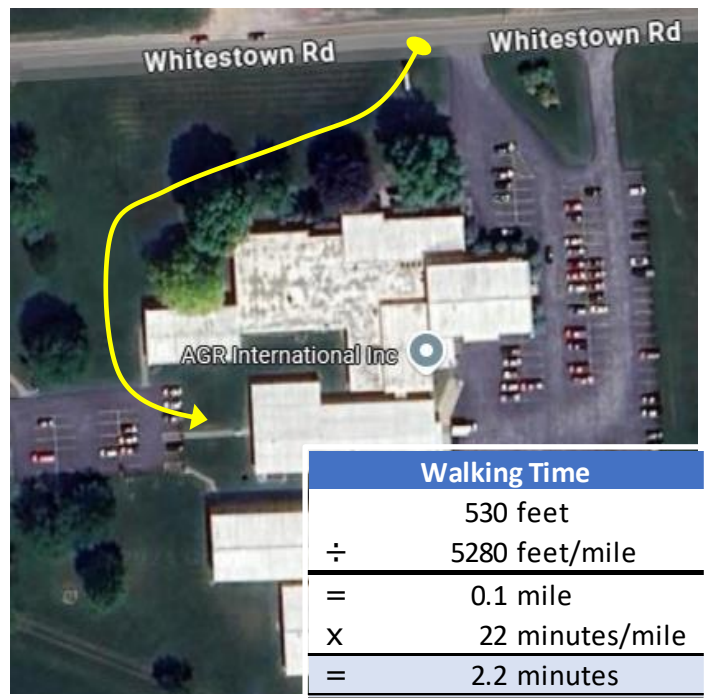 Whitestown Rd
Whitestown Rd
AGR International Inc
Walking Time
530 feet
÷ 5280 feet/mile
= 0.1 mile
x 22 minutes/mile
= 2.2 minutes